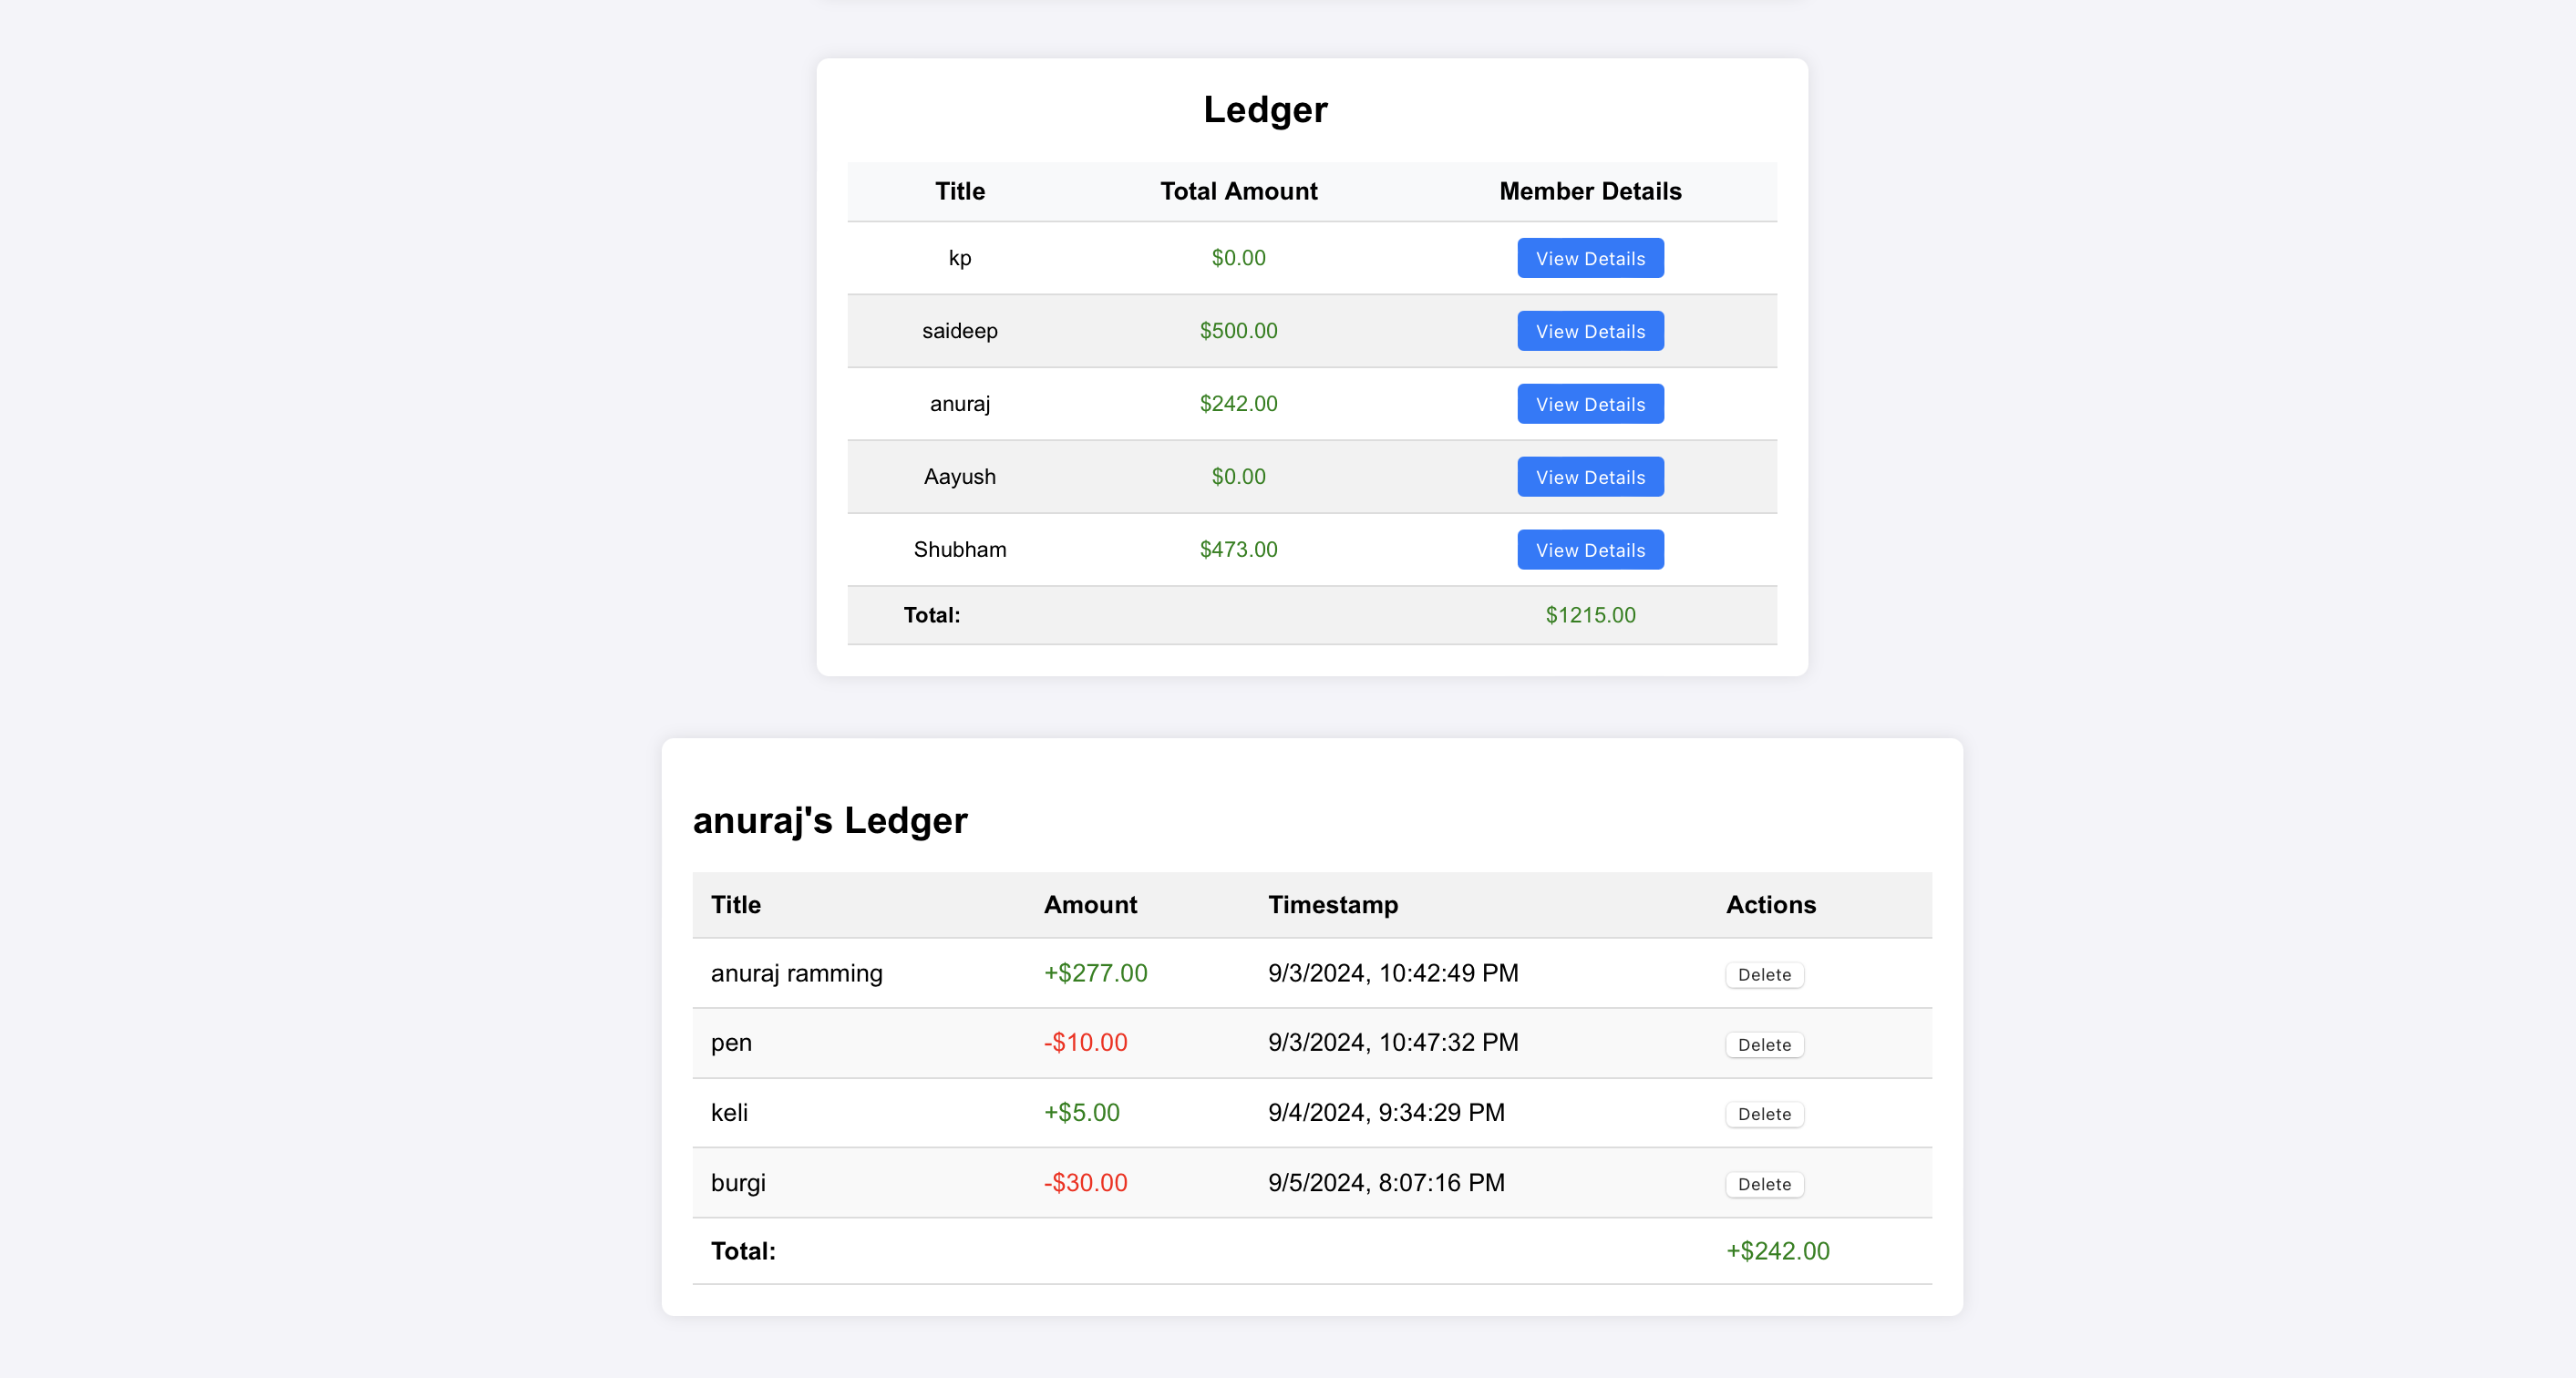 Ledger
Title Total Amount Member Details
kp $0.00 View Details
saideep $500.00 View Details
anuraj $242.00 View Details
Aayush $0.00 View Details
Shubham $473.00 View Details
Total: $1215.00
anuraj's Ledger
Title Amount Timestamp Actions
anuraj ramming +$277.00 9/3/2024, 10:42:49 PM Delete
pen -$10.00 9/3/2024, 10:47:32 PM Delete
keli +$5.00 9/4/2024, 9:34:29 PM Delete
burgi -$30.00 9/5/2024, 8:07:16 PM Delete
Total: +$242.00